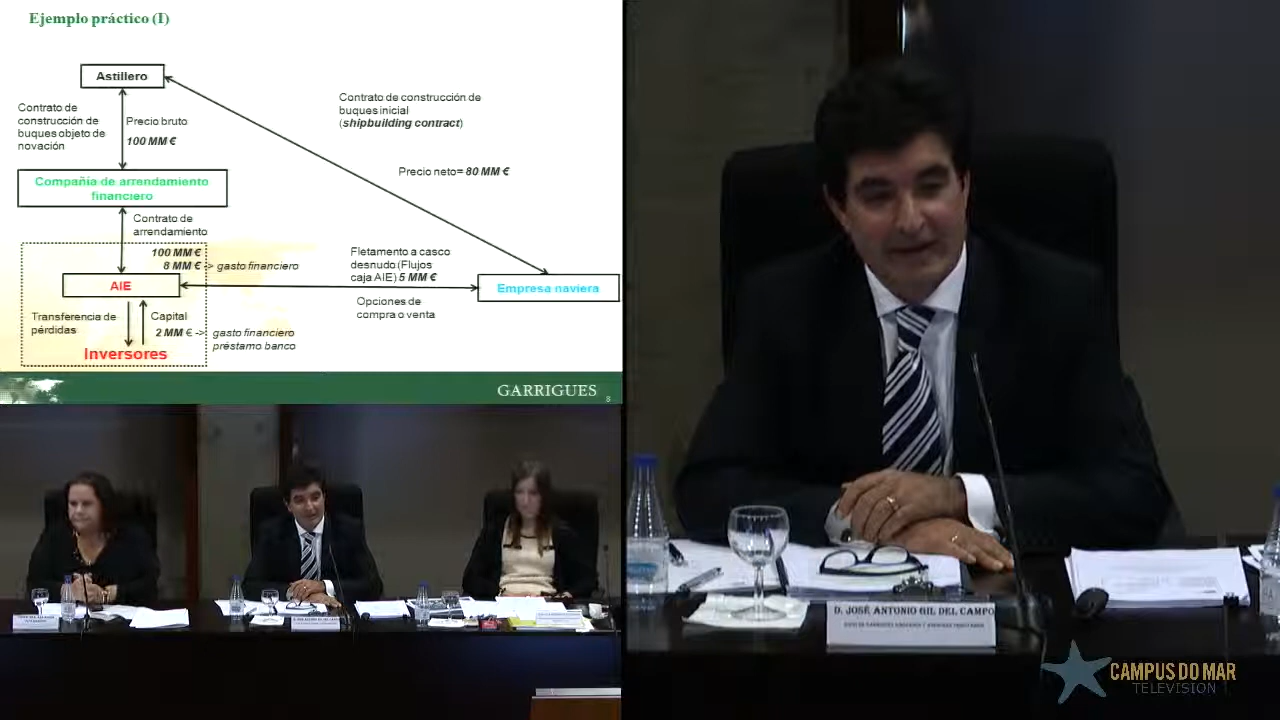 Ejemplo práctico (I)
Astillero
Contrato de
construcción de
buques objeto de
novación
Precio bruto
100 MM €
Contrato de construcción de
buques inicial
(shipbuilding contract)
Precio neto= 80 MM €
Compañía de arrendamiento
financiero
Contrato de
arrendamiento
100 MM €
8 MM € -> gasto financiero
AIE
Fletamento a casco
desnudo (Flujos
caja AIE) 5 MM €
Opciones de
compra o venta
Empresa naviera
Transferencia de
pérdidas
Capital
2 MM € -> gasto financiero
préstamo banco
Inversores
GARRIGUES
8
D. JOSÉ ANTONIO GIL DEL CAMPO
CAMPUS DO MAR
TELEVISION